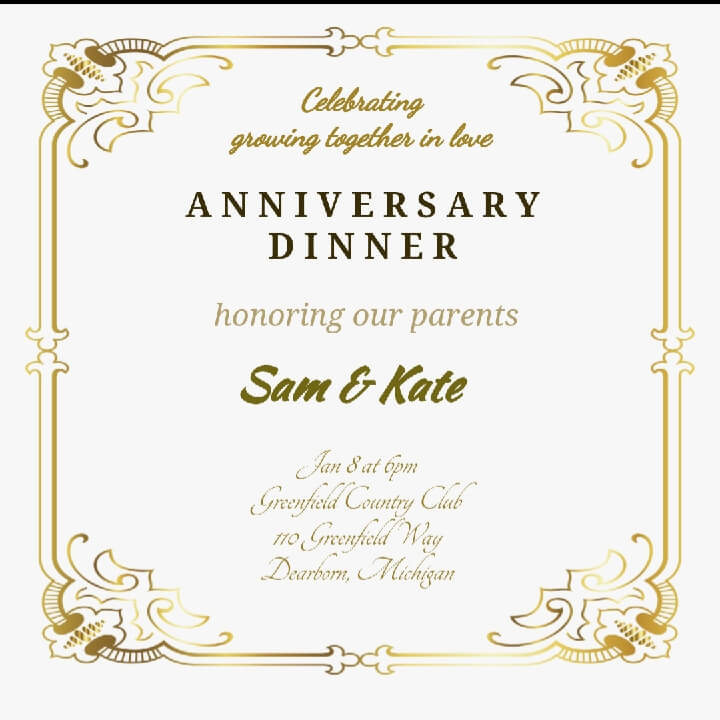 Celebrating
growing together in love
ANNIVERSARY
DINNER
honoring our parents
Sam & Kate
Jan 8 at 6pm
Greenfield Country Club
110 Greenfield Way
Dearborn, Michigan